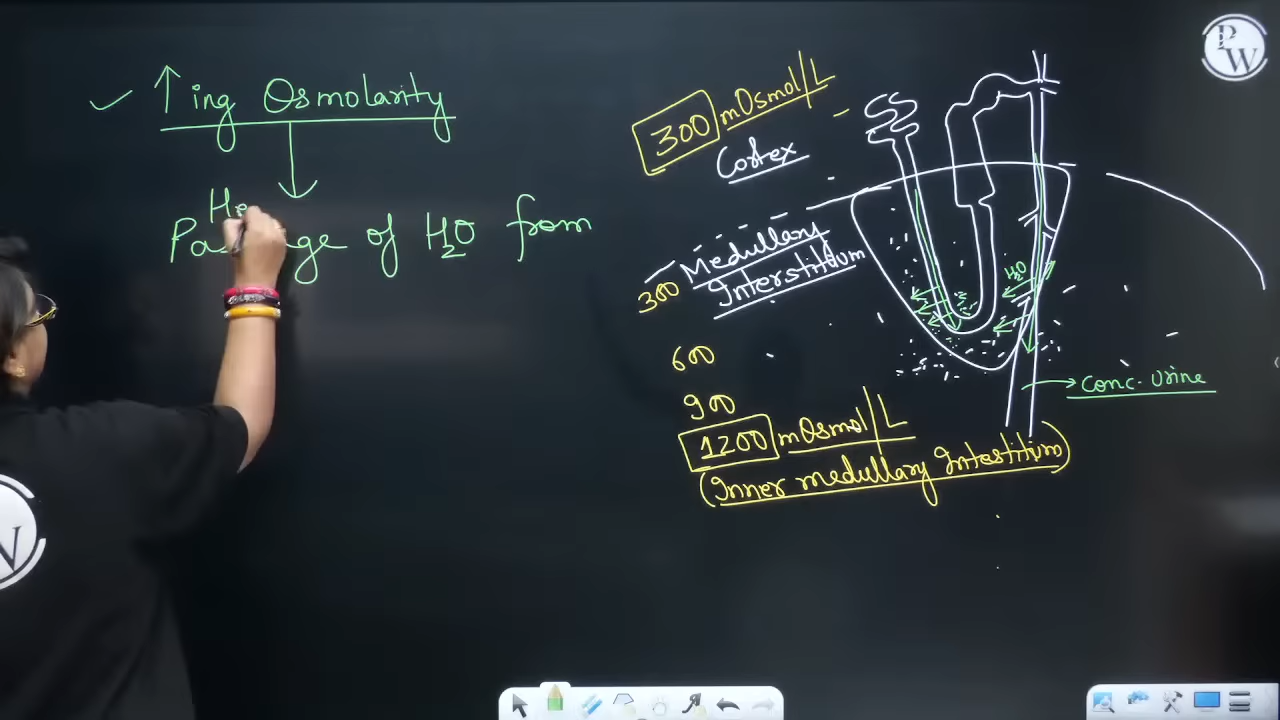 ↑ing Osmolarity
He
Passage of H2O from
300 mOsmol/L
Cortex
Medullary
Interstitium
300
600
900
1200 mOsmol/L
(Inner medullary Interstitium)
H2O
Conc. Urine
PW
W